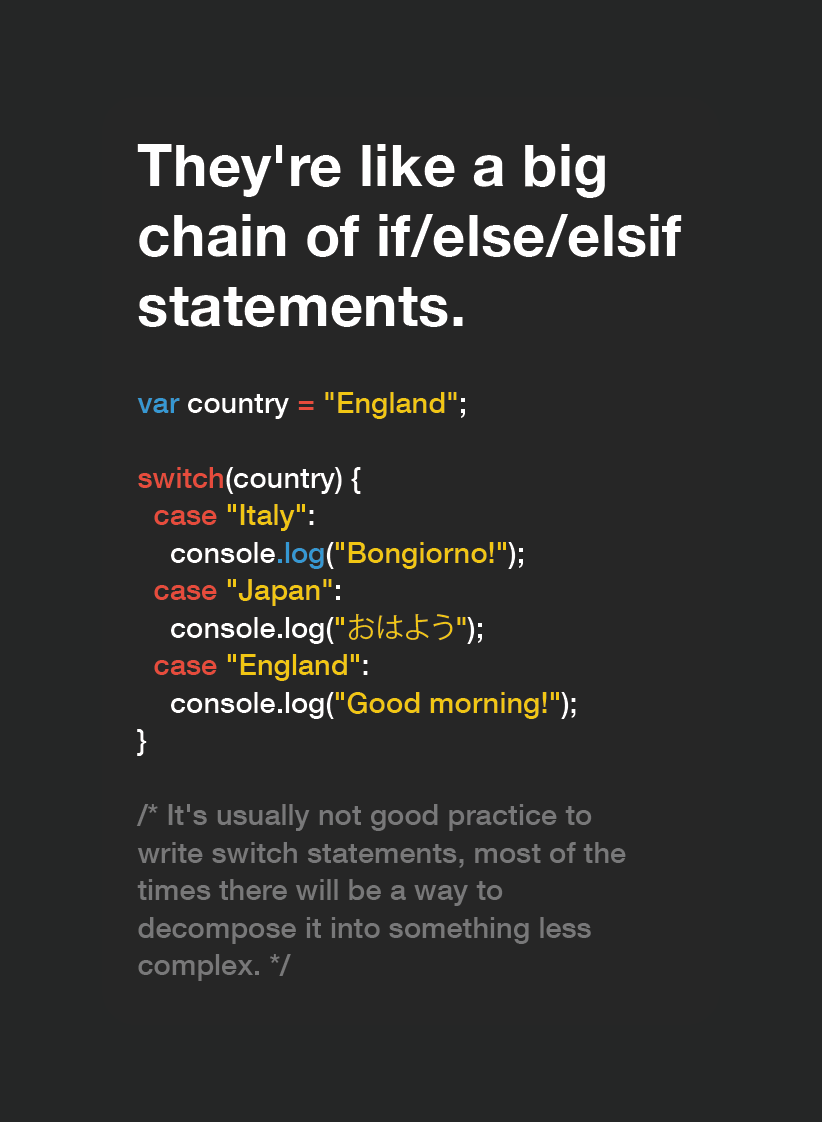 They're like a big
chain of if/else/elsif
statements.
var country = "England";
switch(country) {
case "Italy":
console.log("Bongiorno!");
case "Japan":
console.log("おはよう");
case "England":
console.log("Good morning!");
}
/* It's usually not good practice to
write switch statements, most of the
times there will be a way to
decompose it into something less
complex. */